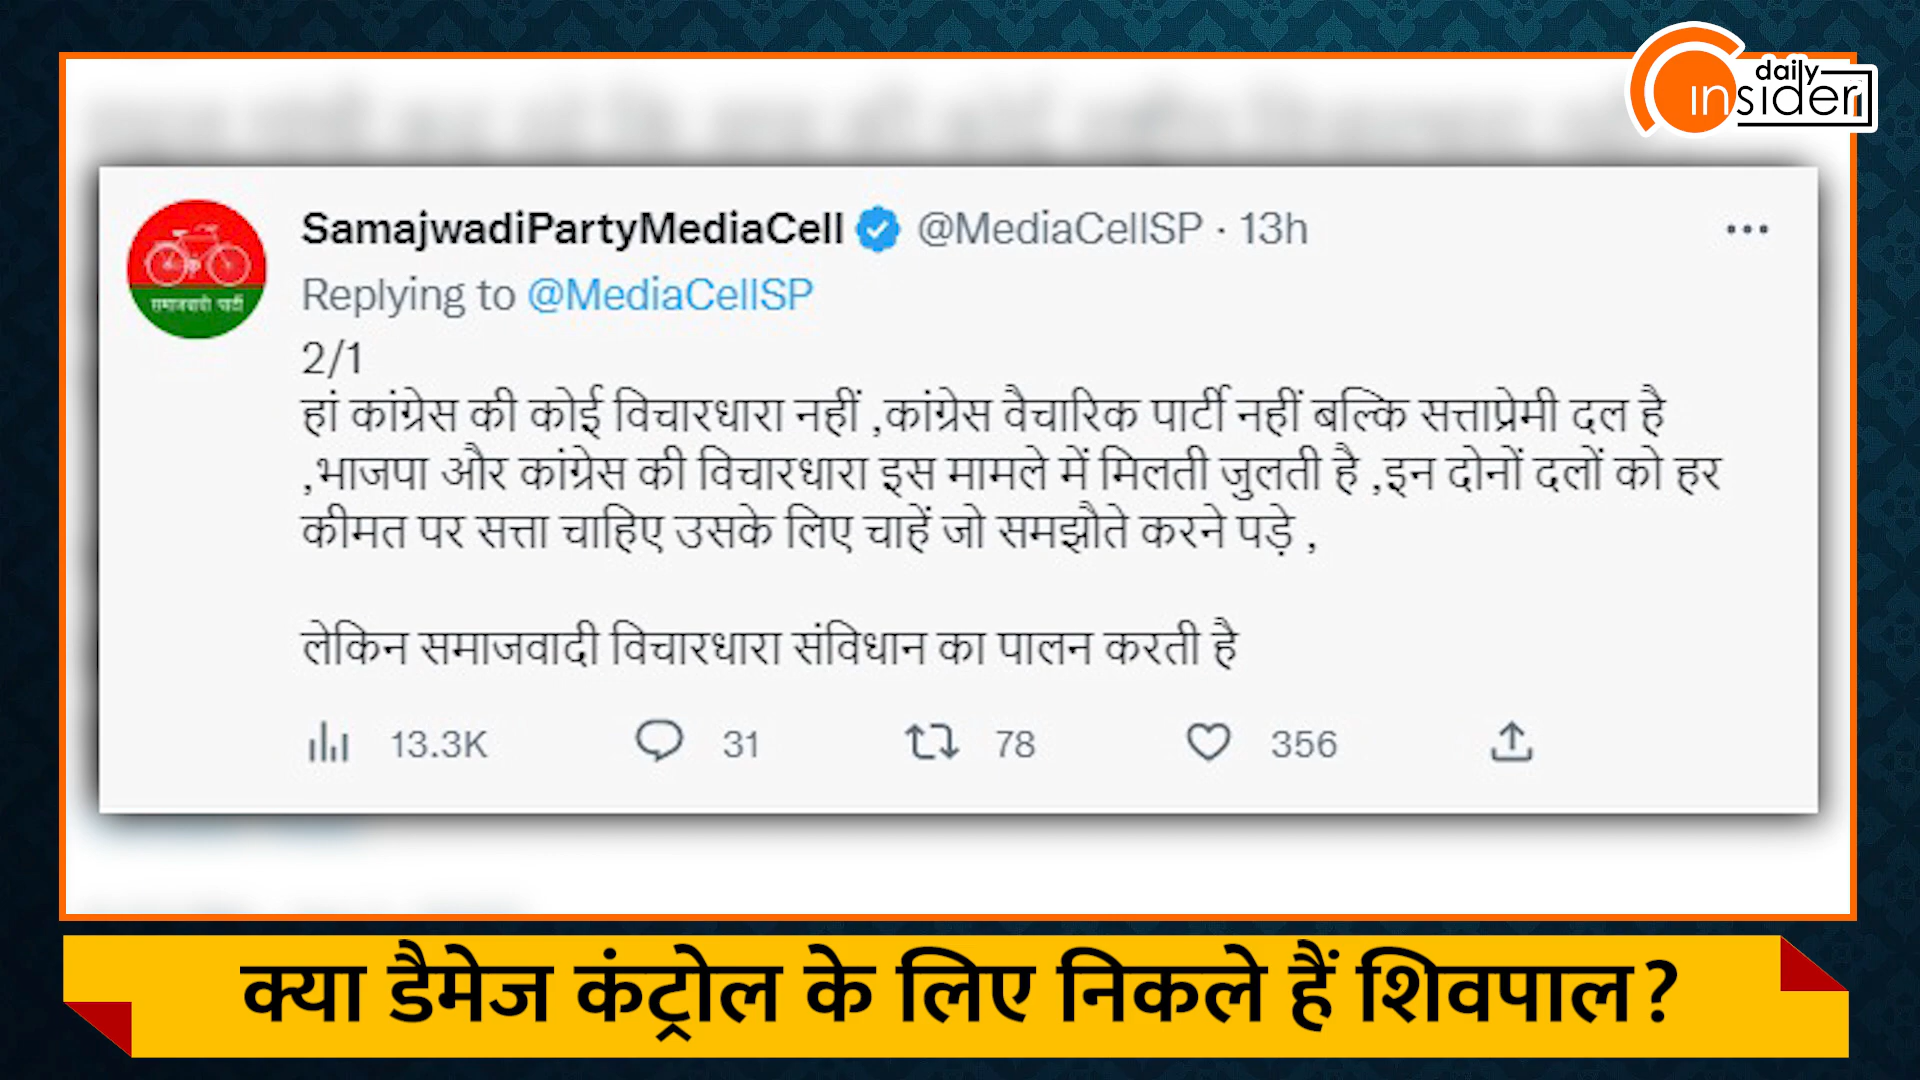 daily
insider
SamajwadiPartyMediaCell @MediaCellSP · 13h
समाजवादी पार्टी
Replying to @MediaCellSP
2/1
हां कांग्रेस की कोई विचारधारा नहीं ,कांग्रेस वैचारिक पार्टी नहीं बल्कि सत्ताप्रेमी दल है
,भाजपा और कांग्रेस की विचारधारा इस मामले में मिलती जुलती है ,इन दोनों दलों को हर
कीमत पर सत्ता चाहिए उसके लिए चाहें जो समझौते करने पड़े ,
लेकिन समाजवादी विचारधारा संविधान का पालन करती है
13.3K 31 78 356
क्या डैमेज कंट्रोल के लिए निकले हैं शिवपाल?